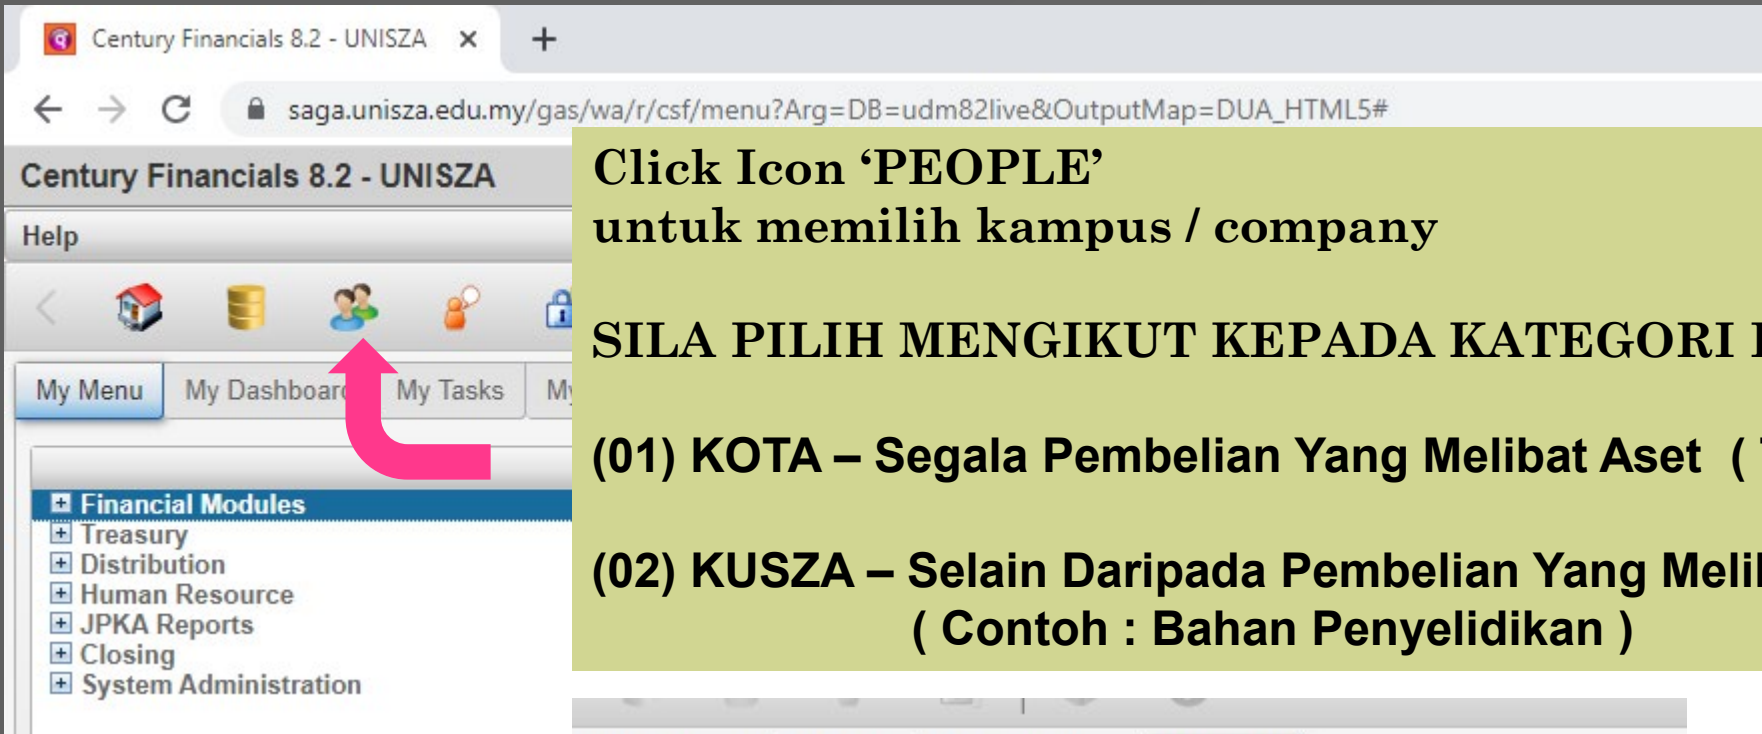 Century Financials 8.2 - UNISZA
saga.unisza.edu.my/gas/wa/r/csf/menu?Arg=DB=udm82live&OutputMap=DUA_HTML5#
Century Financials 8.2 - UNISZA
Help
Click Icon ‘PEOPLE’
untuk memilih kampus / company
SILA PILIH MENGIKUT KEPADA KATEGORI
(01) KOTA – Segala Pembelian Yang Melibat Aset (
(02) KUSZA – Selain Daripada Pembelian Yang
( Contoh : Bahan Penyelidikan )
My Menu My Dashboard My Tasks
Financial Modules
Treasury
Distribution
Human Resource
JPKA Reports
Closing
System Administration